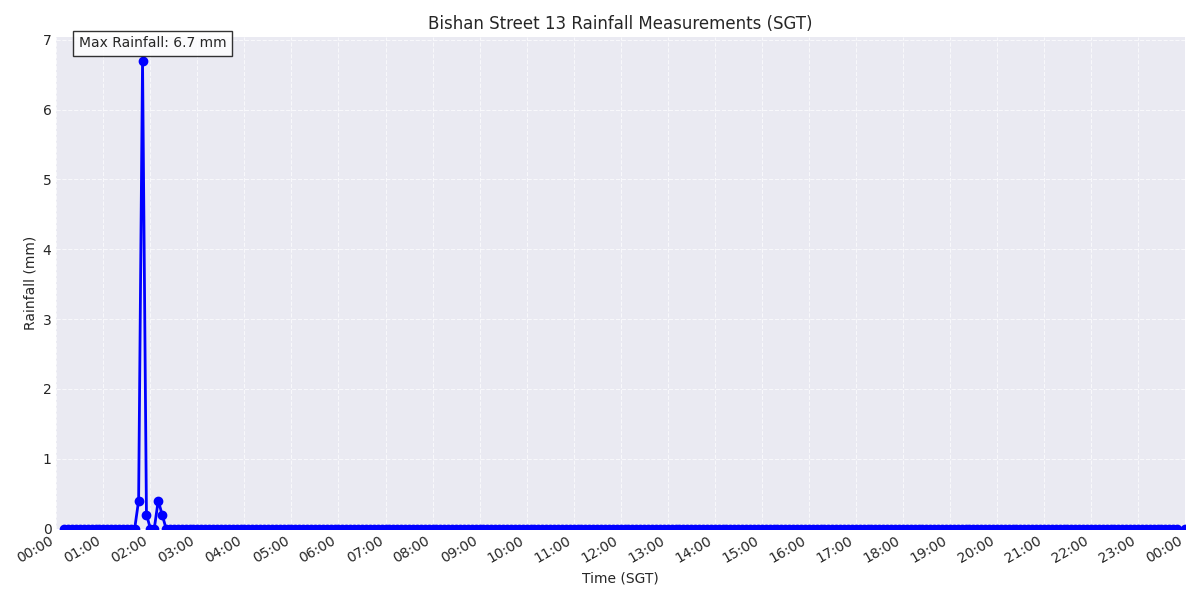 Bishan Street 13 Rainfall Measurements (SGT)
Max Rainfall: 6.7 mm
7
6
5
4
3
2
1
0
Rainfall (mm)
00:00 01:00 02:00 03:00 04:00 05:00 06:00 07:00 08:00 09:00 10:00 11:00 12:00 13:00 14:00 15:00 16:00 17:00 18:00 19:00 20:00 21:00 22:00 23:00 00:00
Time (SGT)